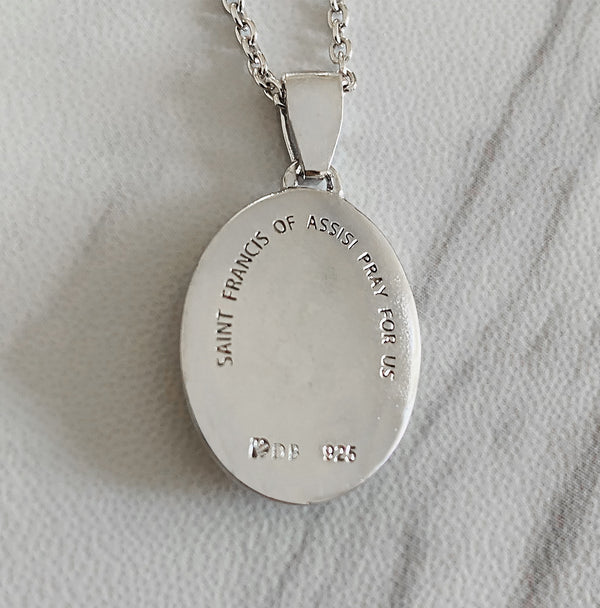 SAINT FRANCIS OF ASSISI PRAY FOR US
925